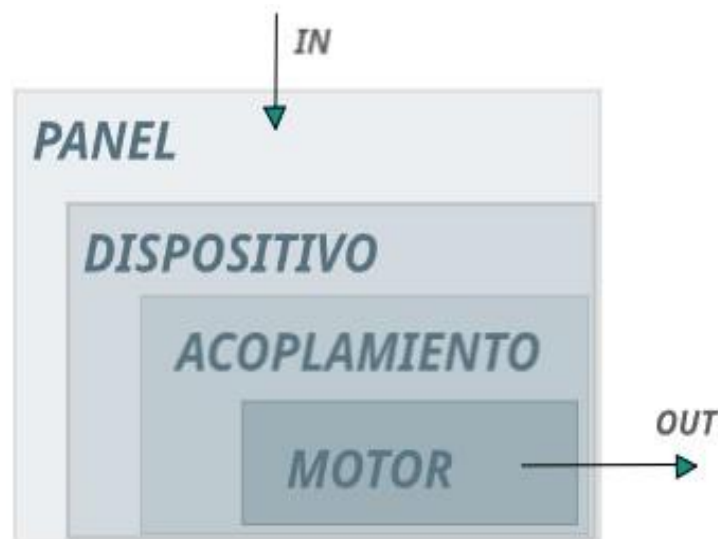 IN
PANEL
DISPOSITIVO
ACOPLAMIENTO
OUT
MOTOR